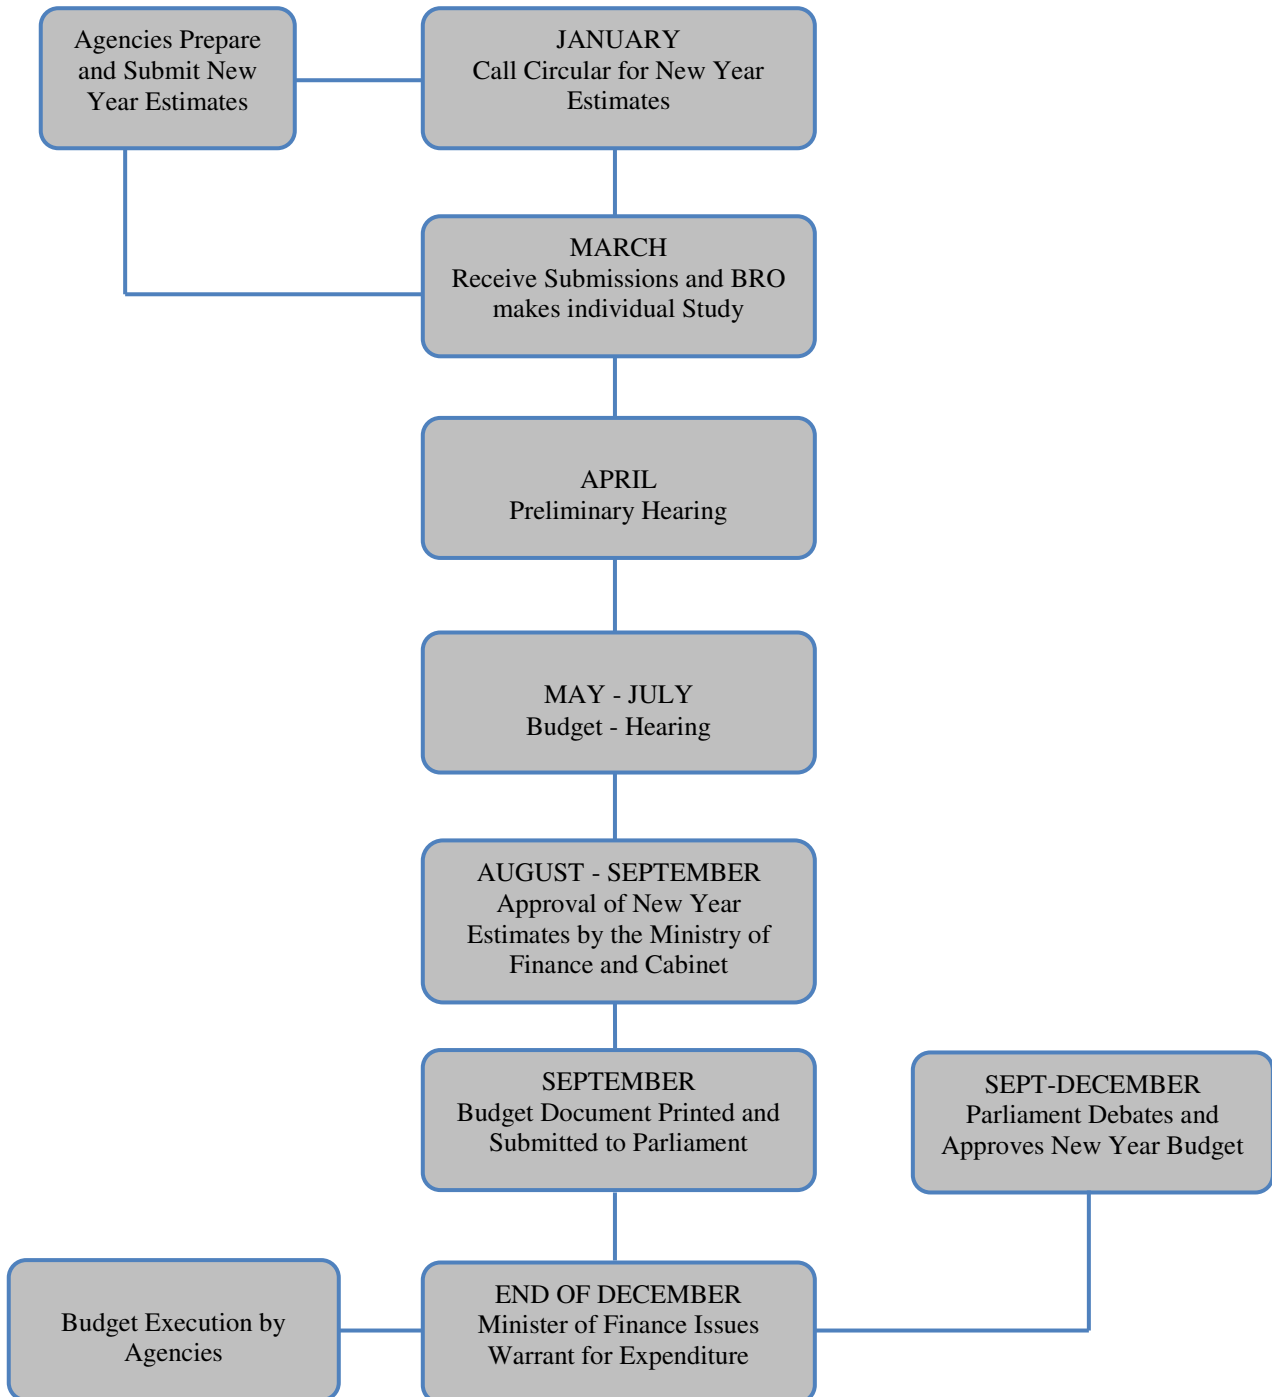 Agencies Prepare
and Submit New
Year Estimates
JANUARY
Call Circular for New Year
Estimates
MARCH
Receive Submissions and BRO
makes individual Study
APRIL
Preliminary Hearing
MAY - JULY
Budget - Hearing
AUGUST - SEPTEMBER
Approval of New Year
Estimates by the Ministry of
Finance and Cabinet
SEPTEMBER
Budget Document Printed and
Submitted to Parliament
SEPT-DECEMBER
Parliament Debates and
Approves New Year Budget
Budget Execution by
Agencies
END OF DECEMBER
Minister of Finance Issues
Warrant for Expenditure